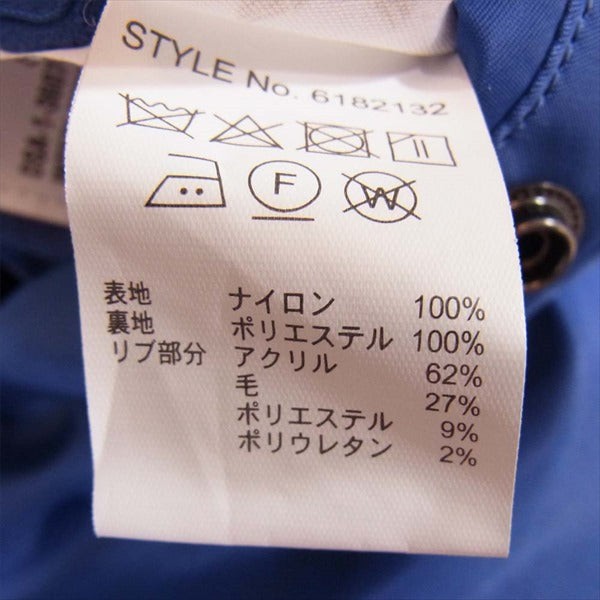 STYLE No. 6182132
F
W
表地 ナイロン 100%
裏地 ポリエステル 100%
リブ部分 アクリル 62%
毛 27%
ポリエステル 9%
ポリウレタン 2%